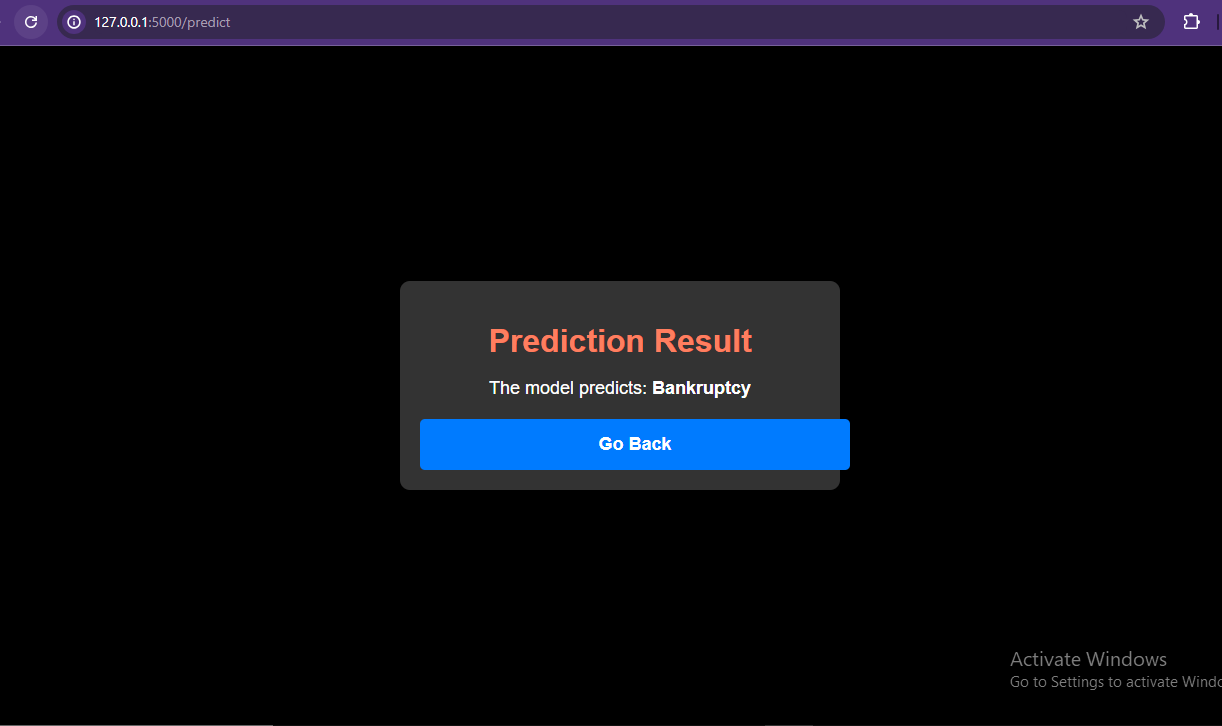 127.0.0.1:5000/predict
Prediction Result
The model predicts: Bankruptcy
Go Back
Activate Windows
Go to Settings to activate Windo